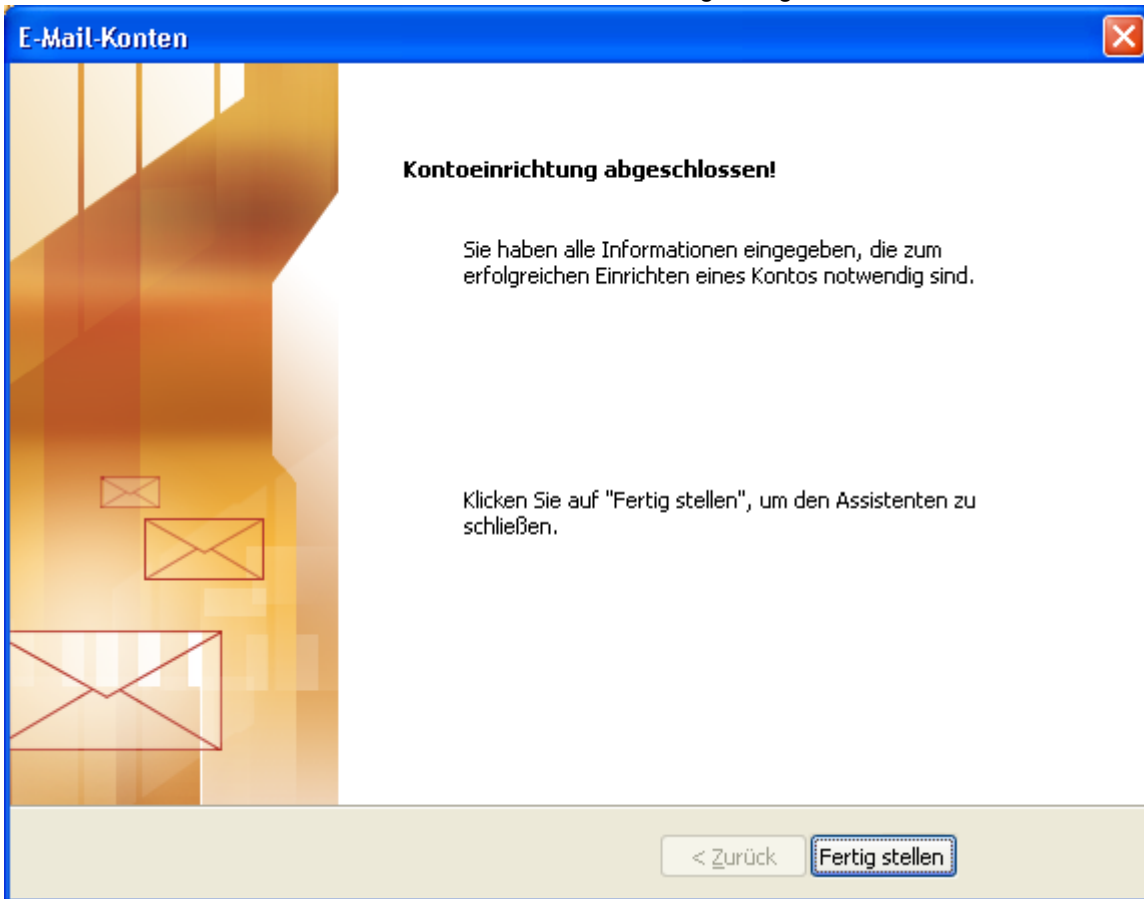 E-Mail-Konten
Kontoeinrichtung abgeschlossen!
Sie haben alle Informationen eingegeben, die zum
erfolgreichen Einrichten eines Kontos notwendig sind.
Klicken Sie auf "Fertig stellen", um den Assistenten zu
schließen.
< Zurück
Fertig stellen